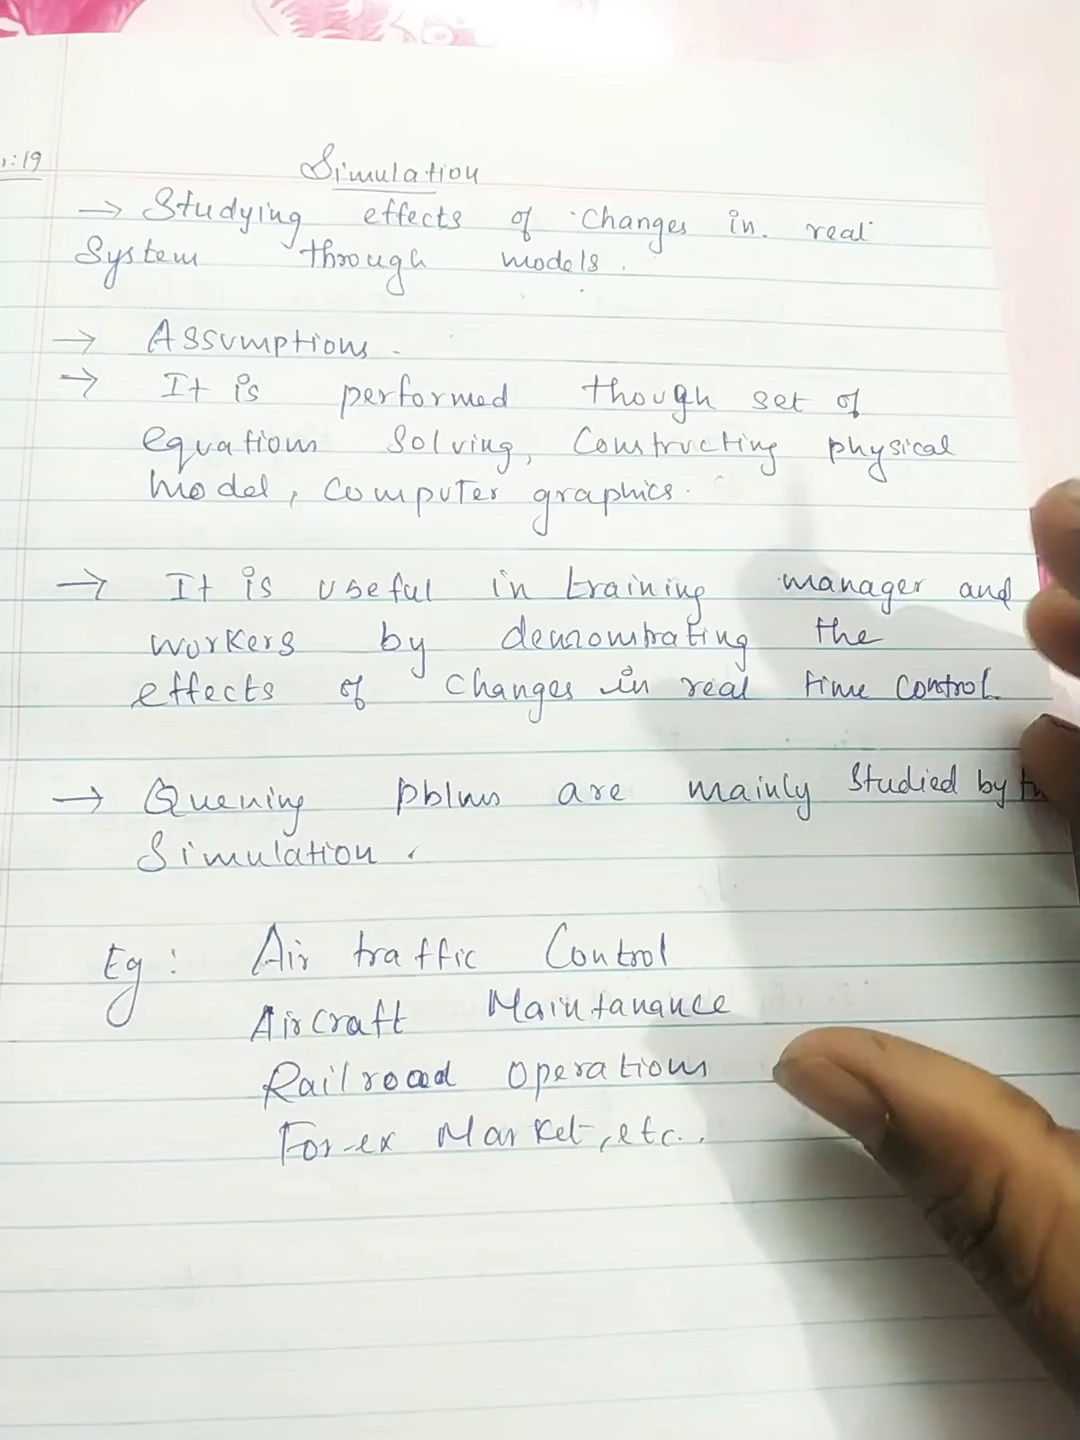 :19
Simulation
→ Studying effects of changes in real
System through models.
→ Assumptions.
→ It is performed though set of
equations solving, Constructing physical
model, computer graphics.
→ It is useful in training manager and
workers by demonstrating the
effects of changes in real time control.
→ Queuing pblms are mainly studied by
Simulation.
Eg: Air traffic Control
Aircraft Maintanance
Railroad operations
For-ex Market, etc..